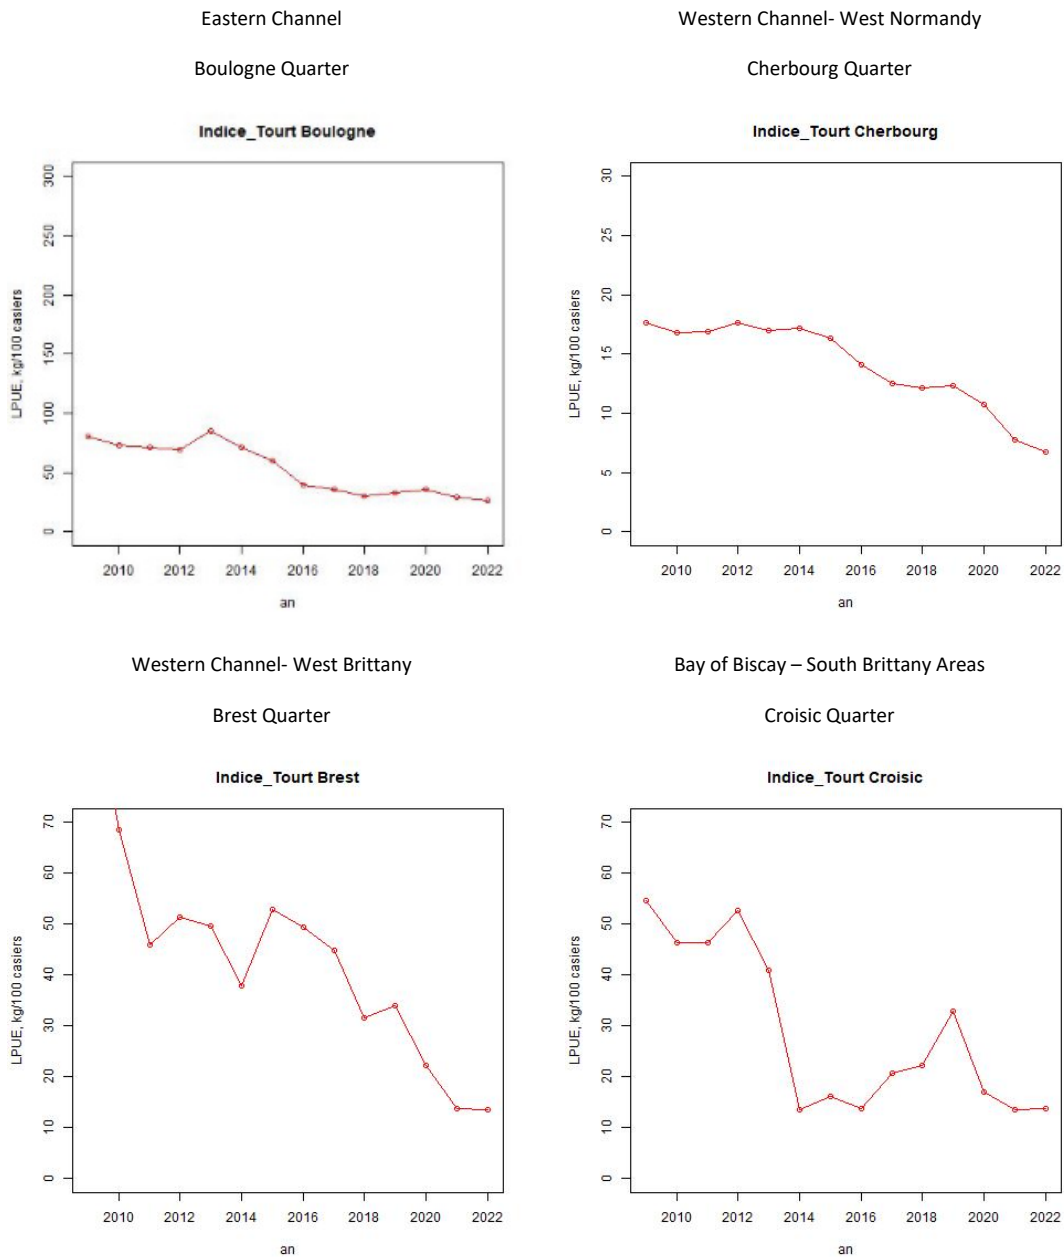 Eastern Channel
Boulogne Quarter
Indice_Tourt Boulogne
300
250
200
150
100
50
0
LPUE, kg/100 casiers
2010 2012 2014 2016 2018 2020 2022
an
Western Channel- West Normandy
Cherbourg Quarter
Indice_Tourt Cherbourg
30
25
20
15
10
5
0
LPUE, kg/100 casiers
2010 2012 2014 2016 2018 2020 2022
an
Western Channel- West Brittany
Brest Quarter
Indice_Tourt Brest
70
60
50
40
30
20
10
0
LPUE, kg/100 casiers
2010 2012 2014 2016 2018 2020 2022
an
Bay of Biscay – South Brittany Areas
Croisic Quarter
Indice_Tourt Croisic
70
60
50
40
30
20
10
0
LPUE, kg/100 casiers
2010 2012 2014 2016 2018 2020 2022
an